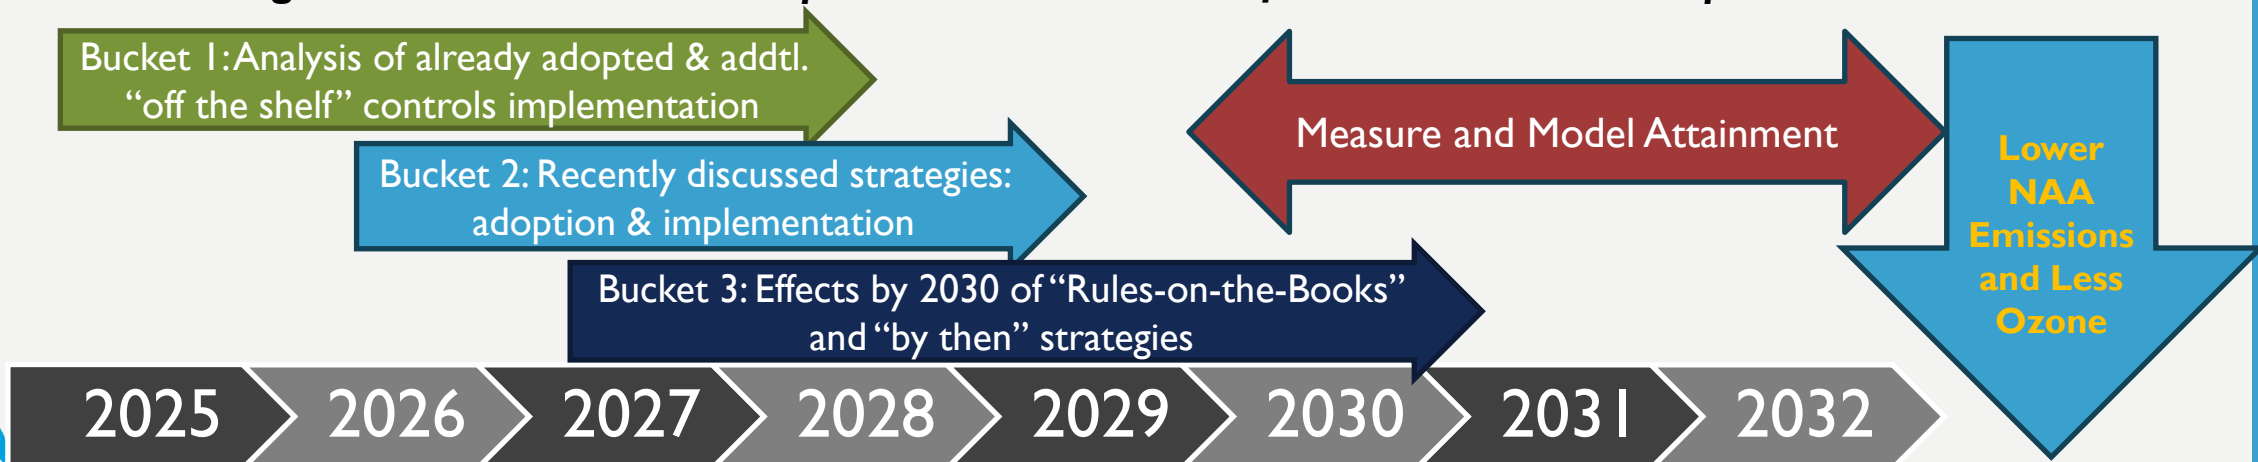 Bucket 1: Analysis of already adopted & addtl.
“off the shelf” controls implementation
Bucket 2: Recently discussed strategies:
adoption & implementation
Bucket 3: Effects by 2030 of “Rules-on-the-Books”
and “by then” strategies
Measure and Model Attainment
Lower
NAA
Emissions
and Less
Ozone
2025
2026
2027
2028
2029
2030
2031
2032